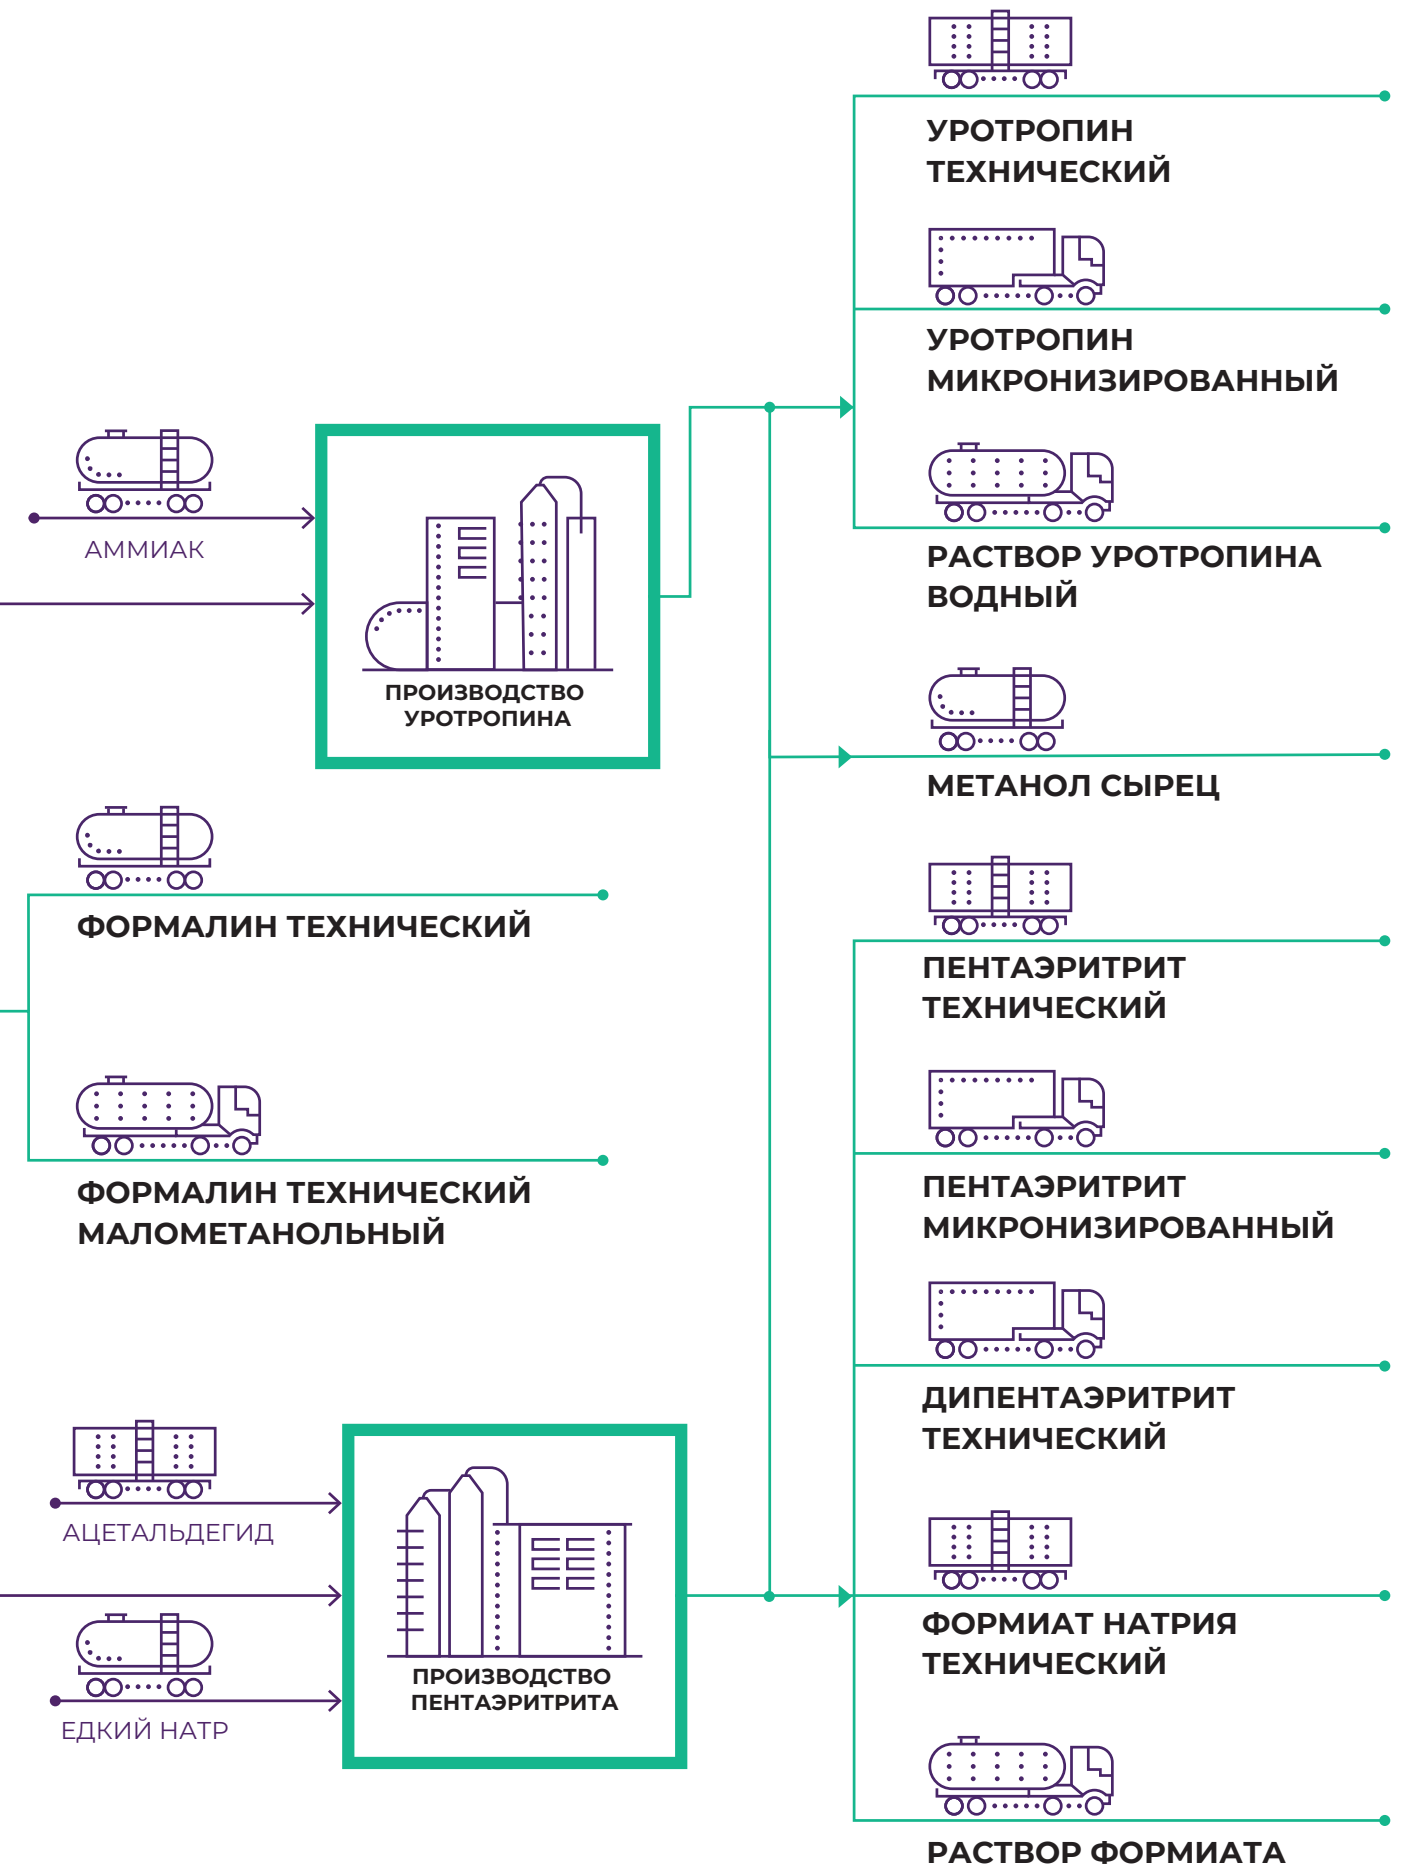 УРОТРОПИН
ТЕХНИЧЕСКИЙ
УРОТРОПИН
МИКРОНИЗИРОВАННЫЙ
АММИАК
РАСТВОР УРОТРОПИНА
ВОДНЫЙ
ПРОИЗВОДСТВО
УРОТРОПИНА
МЕТАНОЛ СЫРЕЦ
ФОРМАЛИН ТЕХНИЧЕСКИЙ
ПЕНТАЭРИТРИТ
ТЕХНИЧЕСКИЙ
ФОРМАЛИН ТЕХНИЧЕСКИЙ
МАЛОМЕТАНОЛЬНЫЙ
ПЕНТАЭРИТРИТ
МИКРОНИЗИРОВАННЫЙ
ДИПЕНТАЭРИТРИТ
ТЕХНИЧЕСКИЙ
АЦЕТАЛЬДЕГИД
ЕДКИЙ НАТР
ПРОИЗВОДСТВО
ПЕНТАЭРИТРИТА
ФОРМИАТ НАТРИЯ
ТЕХНИЧЕСКИЙ
РАСТВОР ФОРМИАТА